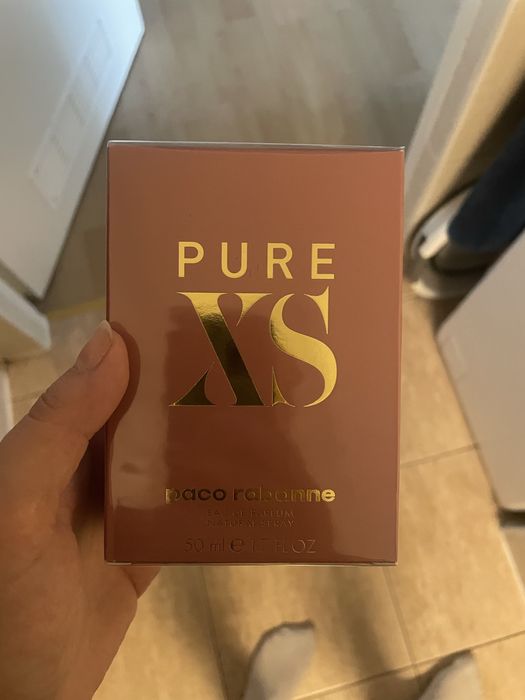 PURE
XS
paco rabanne
EAU DE PARFUM
NATURAL SPRAY
50 ml ℮ 1.7 FL.OZ